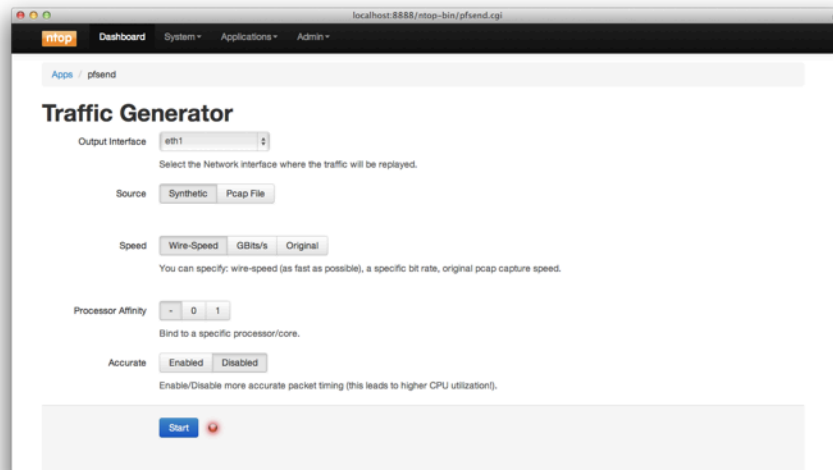 localhost:8888/ntop-bin/pfsend.cgi
ntop Dashboard System Applications Admin
Apps / pfsend
Traffic Generator
Output Interface eth1
Select the Network interface where the traffic will be replayed.
Source Synthetic Pcap File
Speed Wire-Speed GBits/s Original
You can specify: wire-speed (as fast as possible), a specific bit rate, original pcap capture speed.
Processor Affinity - 0 1
Bind to a specific processor/core.
Accurate Enabled Disabled
Enable/Disable more accurate packet timing (this leads to higher CPU utilization!).
Start